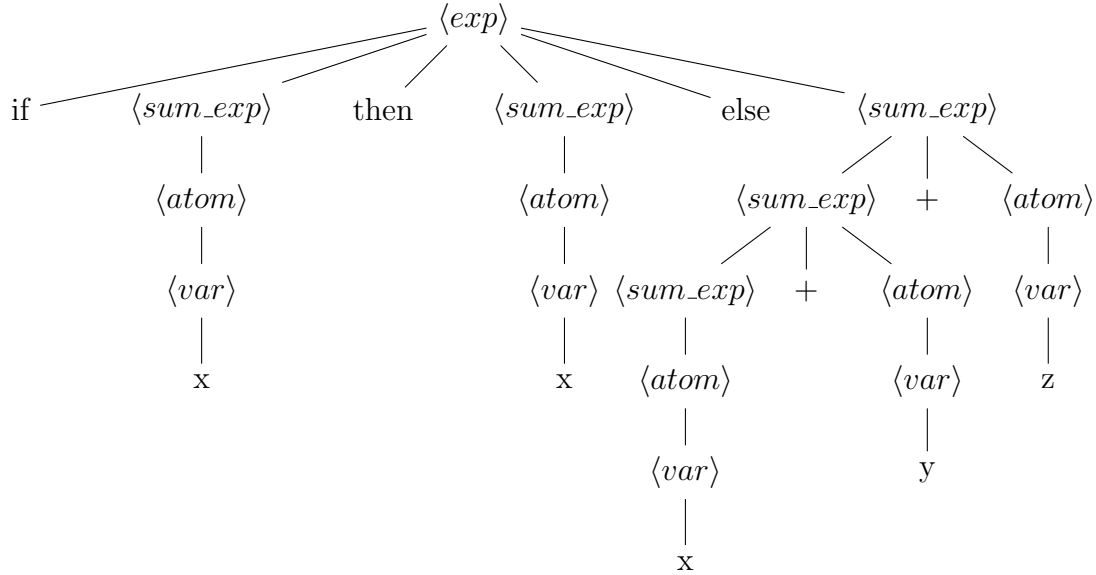 ⟨exp⟩
if ⟨sum_exp⟩ then ⟨sum_exp⟩ else ⟨sum_exp⟩
⟨atom⟩ ⟨atom⟩ ⟨sum_exp⟩ + ⟨atom⟩
⟨var⟩ ⟨var⟩ ⟨sum_exp⟩ + ⟨atom⟩ ⟨var⟩
x x ⟨atom⟩ ⟨var⟩ z
⟨var⟩ y
x